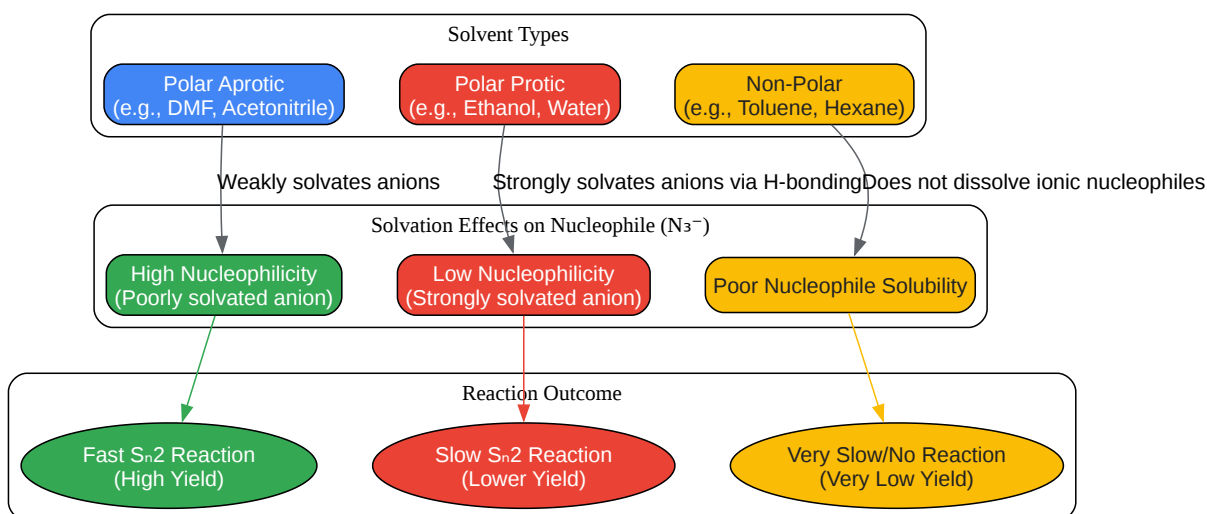 Solvent Types
Polar Aprotic
(e.g., DMF, Acetonitrile)
Polar Protic
(e.g., Ethanol, Water)
Non-Polar
(e.g., Toluene, Hexane)
Weakly solvates anions
Strongly solvates anions via H-bonding
Does not dissolve ionic nucleophiles
Solvation Effects on Nucleophile (N₃⁻)
High Nucleophilicity
(Poorly solvated anion)
Low Nucleophilicity
(Strongly solvated anion)
Poor Nucleophile Solubility
Reaction Outcome
Fast Sₙ2 Reaction
(High Yield)
Slow Sₙ2 Reaction
(Lower Yield)
Very Slow/No Reaction
(Very Low Yield)